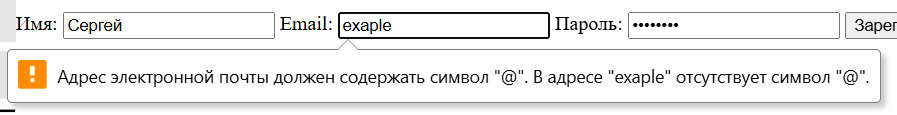 Имя: Сергей Email: exaple Пароль: •••••••• Зарег
Адрес электронной почты должен содержать символ "@". В адресе "exaple" отсутствует символ "@".